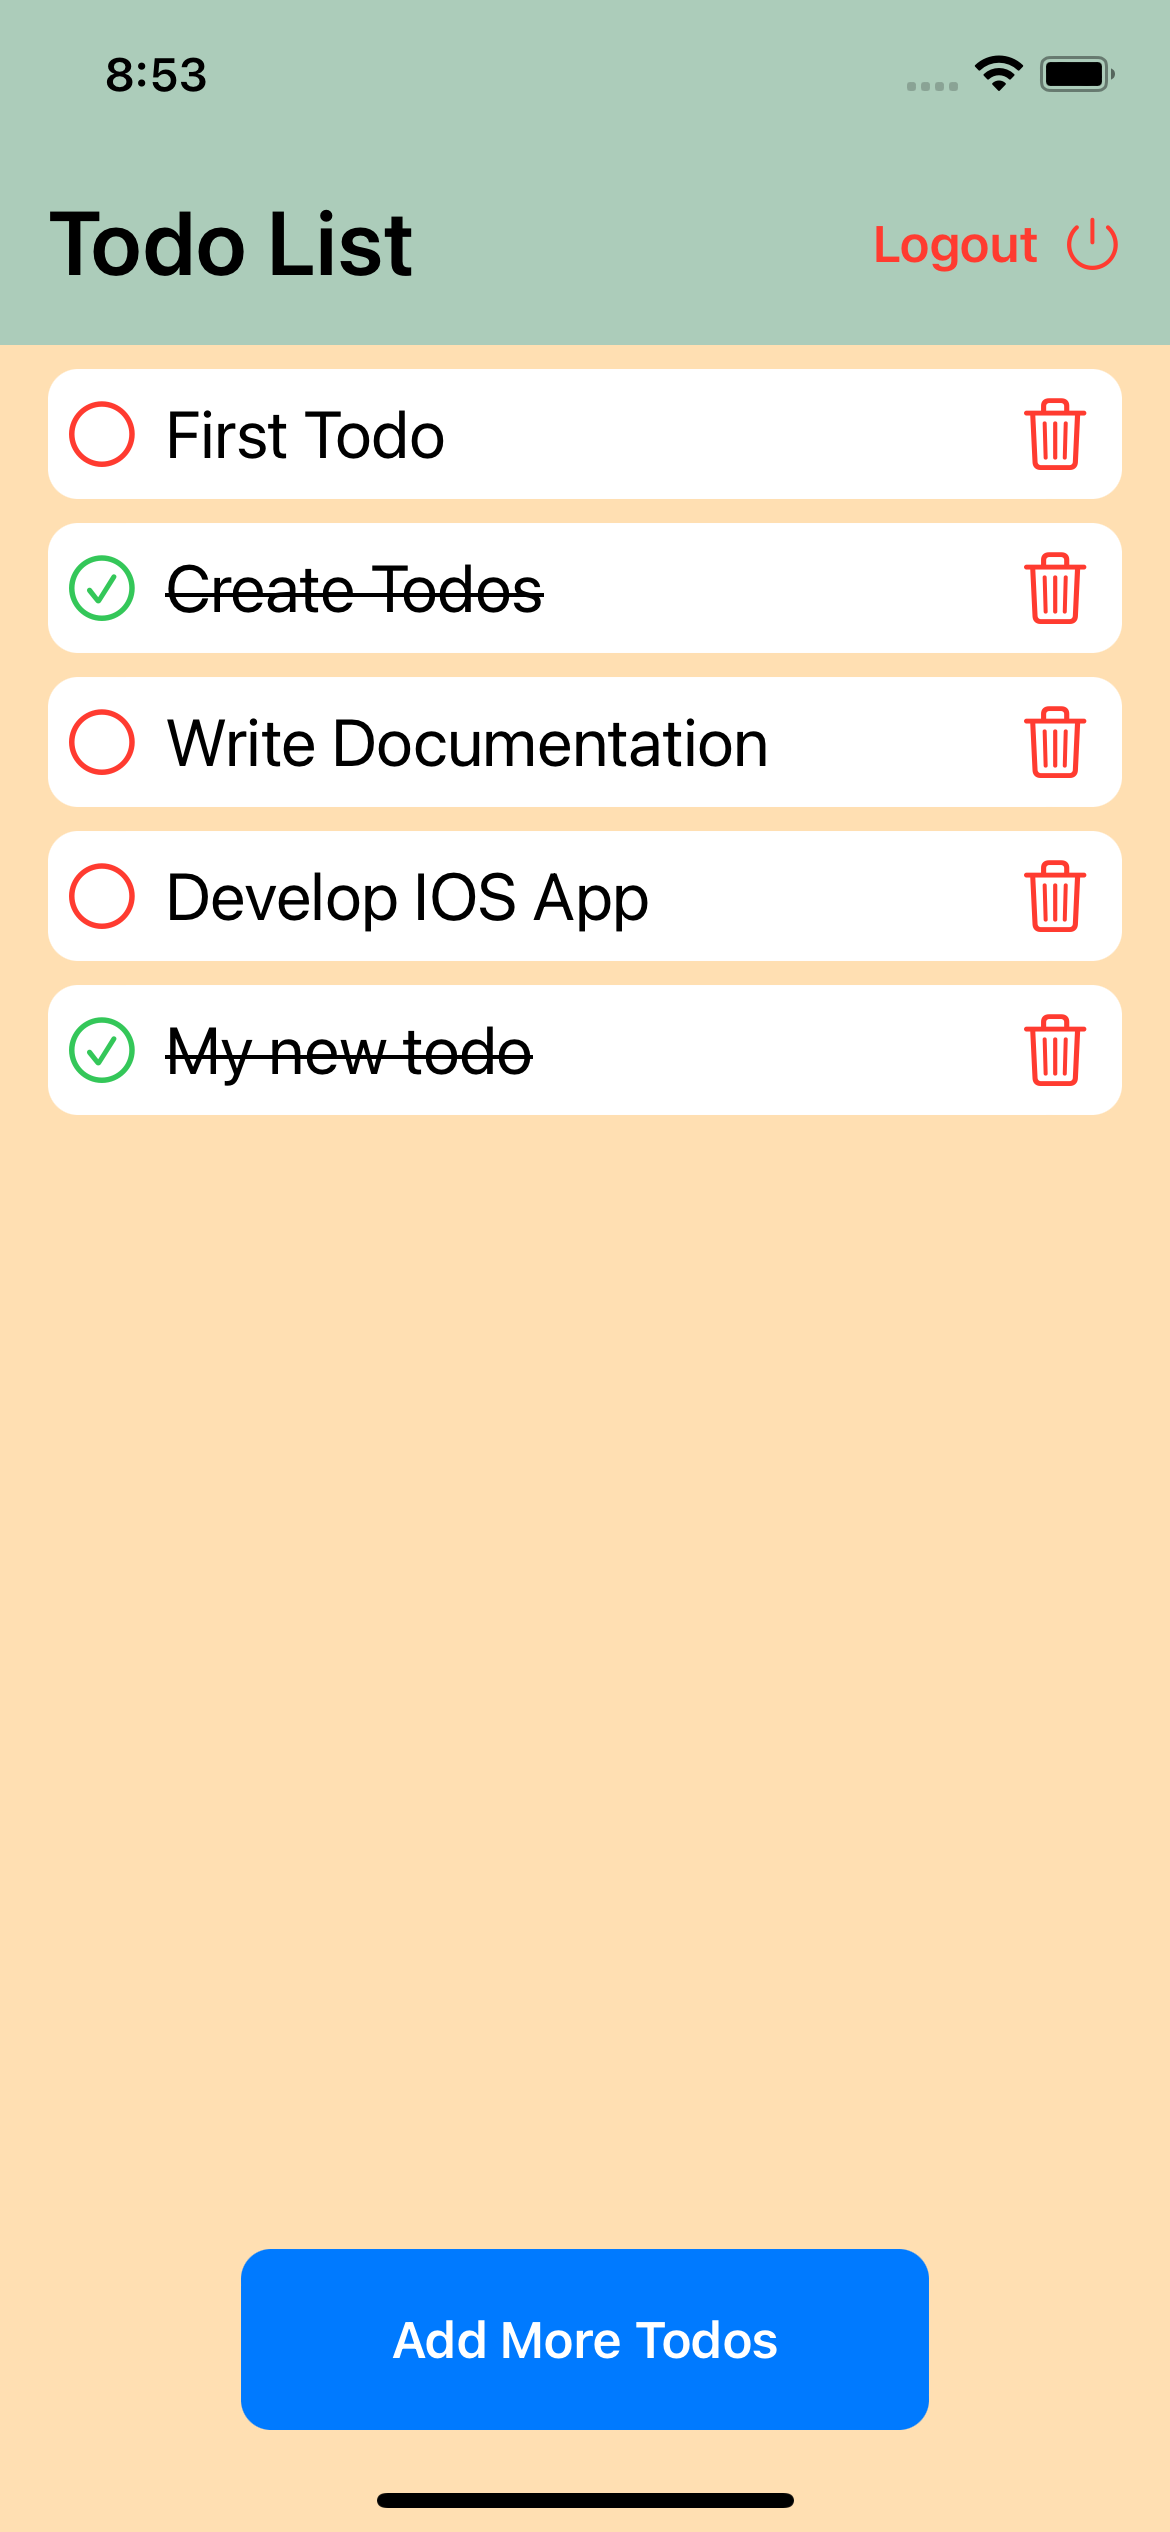 8:53
Todo List
Logout
First Todo
Create Todos
Write Documentation
Develop IOS App
My new todo
Add More Todos